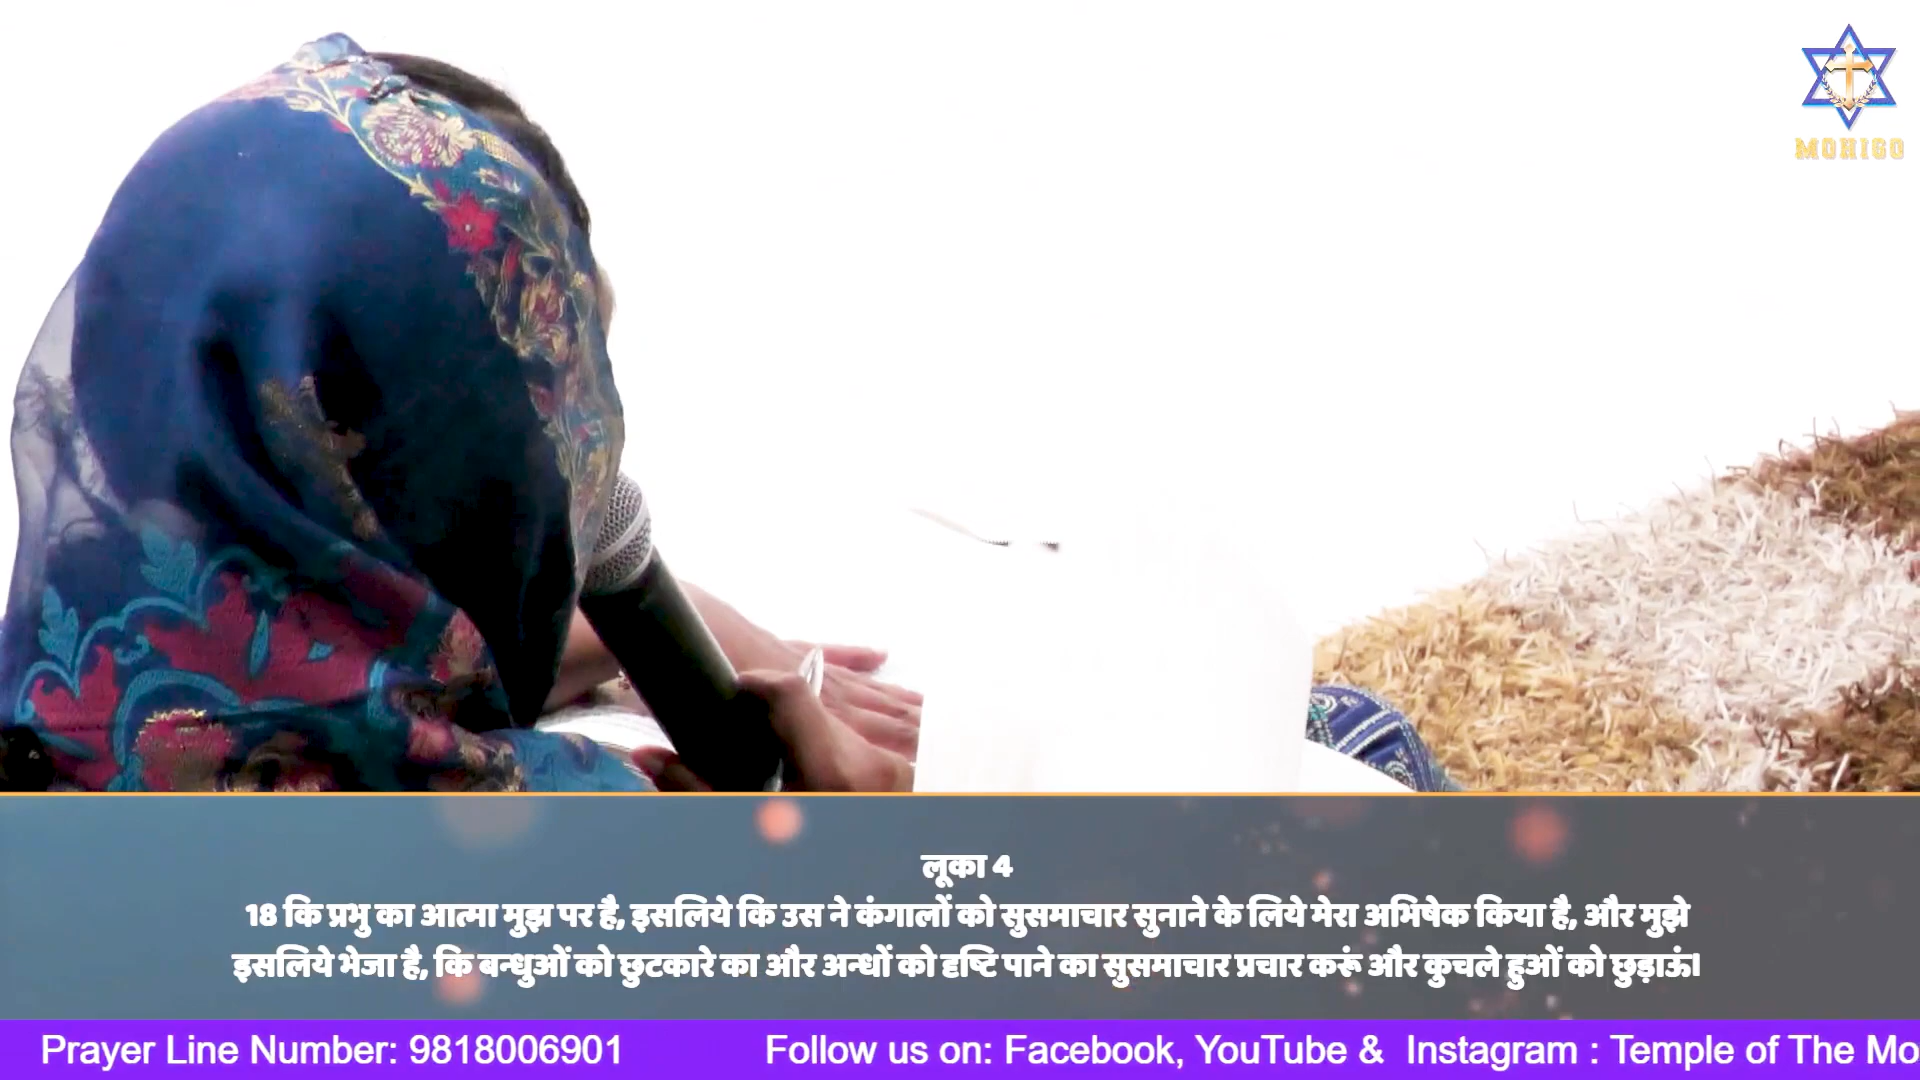 MOHIGO
लूका 4
18 कि प्रभु का आत्मा मुझ पर है, इसलिये कि उस ने कंगालों को सुसमाचार सुनाने के लिये मेरा अभिषेक किया है, और मुझे
इसलिये भेजा है, कि बन्धुओं को छुटकारे का और अन्धों को दृष्टि पाने का सुसमाचार प्रचार करूं और कुचले हुओं को छुड़ाऊं।
Prayer Line Number: 9818006901 Follow us on: Facebook, YouTube & Instagram : Temple of The Mo